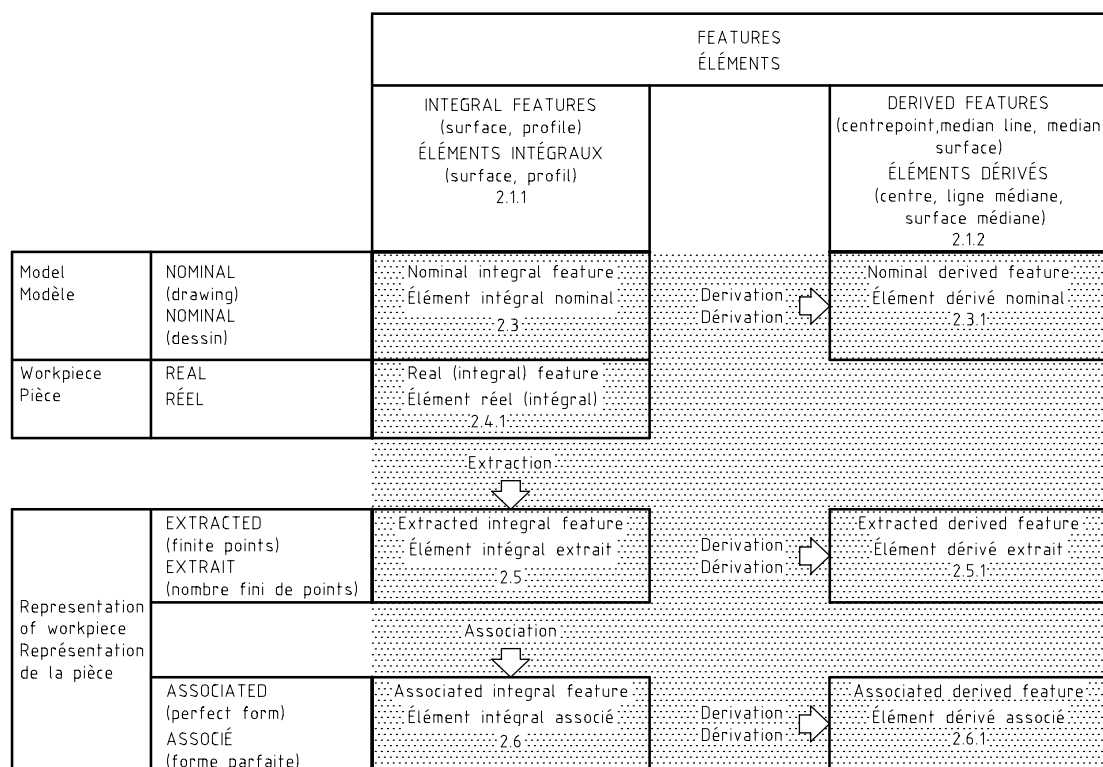 FEATURES
ÉLÉMENTS
INTEGRAL FEATURES
(surface, profile)
ÉLÉMENTS INTÉGRAUX
(surface, profil)
2.1.1
DERIVED FEATURES
(centrepoint,median line, median
surface)
ÉLÉMENTS DÉRIVÉS
(centre, ligne médiane,
surface médiane)
2.1.2
Model
Modèle
NOMINAL
(drawing)
NOMINAL
(dessin)
Nominal integral feature
Élément intégral nominal
2.3
Derivation
Dérivation
Nominal derived feature
Élément dérivé nominal
2.3.1
Workpiece
Pièce
REAL
RÉEL
Real (integral) feature
Élément réel (intégral)
2.4.1
Extraction
Representation
of workpiece
Représentation
de la pièce
EXTRACTED
(finite points)
EXTRAIT
(nombre fini de points)
Extracted integral feature
Élément intégral extrait
2.5
Derivation
Dérivation
Extracted derived feature
Élément dérivé extrait
2.5.1
Association
ASSOCIATED
(perfect form)
ASSOCIÉ
(forme parfaite)
Associated integral feature
Élément intégral associé
2.6
Derivation
Dérivation
Associated derived feature
Élément dérivé associé
2.6.1